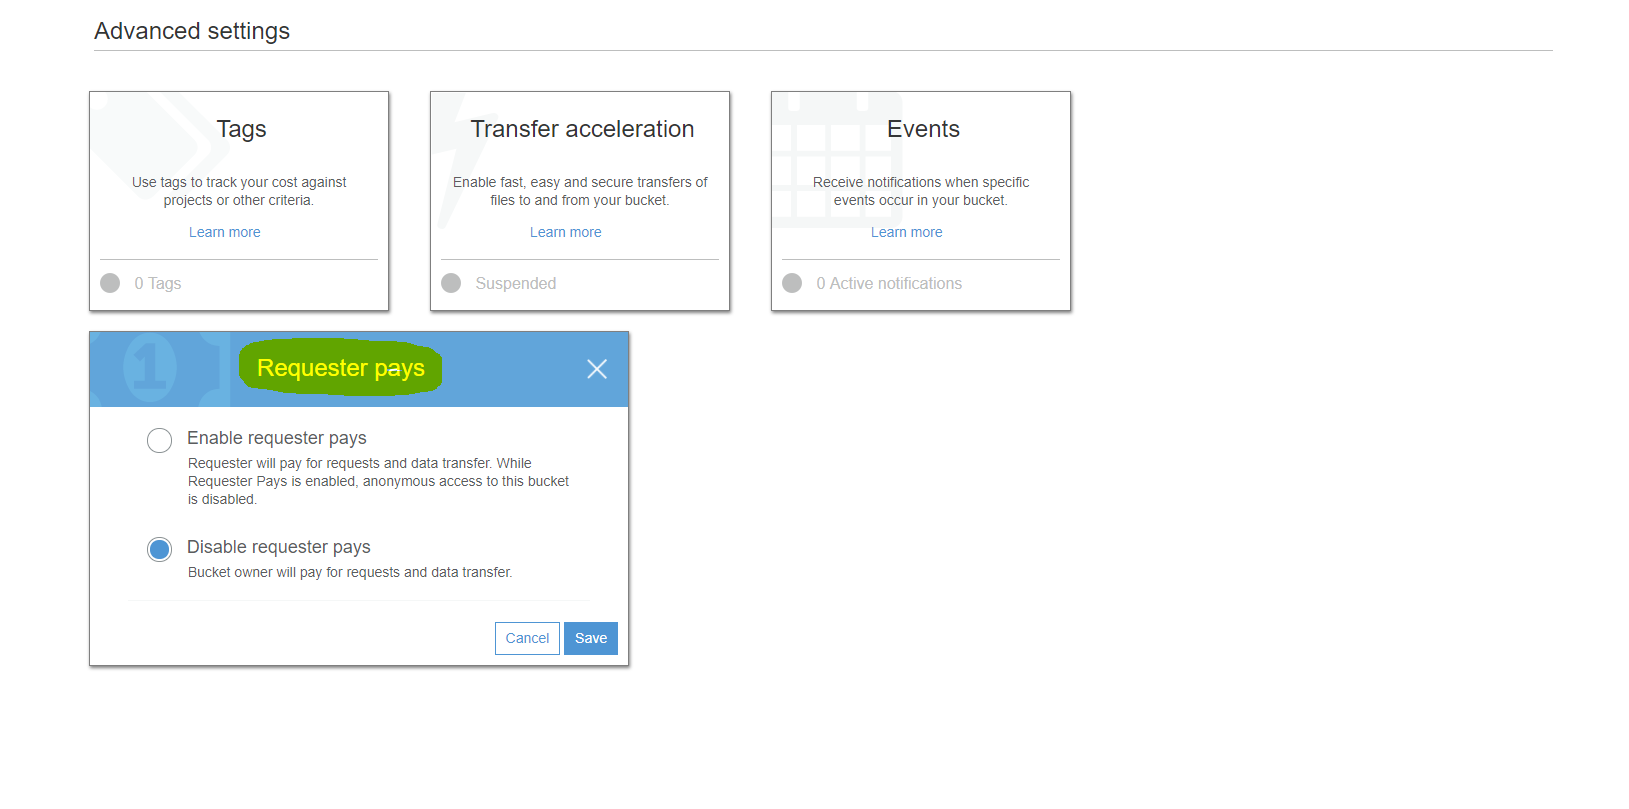 Advanced settings
Tags
Use tags to track your cost against
projects or other criteria.
Learn more
0 Tags
Transfer acceleration
Enable fast, easy and secure transfers of
files to and from your bucket.
Learn more
Suspended
Events
Receive notifications when specific
events occur in your bucket.
Learn more
0 Active notifications
1
Requester pays
Enable requester pays
Requester will pay for requests and data transfer. While
Requester Pays is enabled, anonymous access to this bucket
is disabled.
Disable requester pays
Bucket owner will pay for requests and data transfer.
Cancel
Save